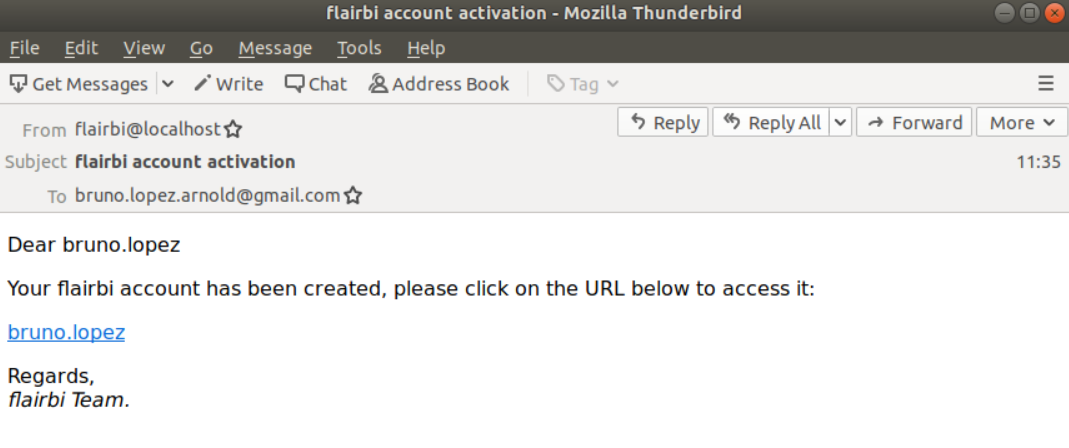 flairbi account activation - Mozilla Thunderbird
File Edit View Go Message Tools Help
Get Messages Write Chat Address Book Tag
From flairbi@localhost Reply Reply All Forward More
Subject flairbi account activation 11:35
To bruno.lopez.arnold@gmail.com
Dear bruno.lopez
Your flairbi account has been created, please click on the URL below to access it:
bruno.lopez
Regards,
flairbi Team.